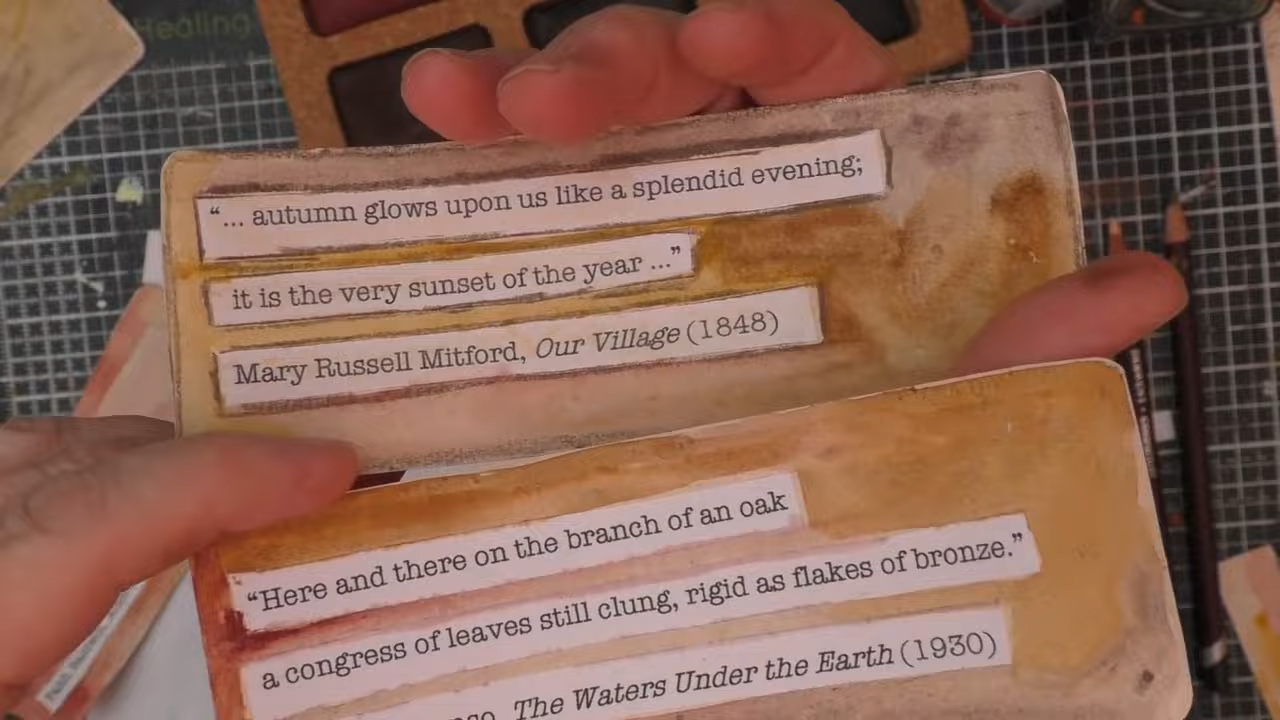 Healing
“... autumn glows upon us like a splendid evening;
it is the very sunset of the year ...”
Mary Russell Mitford, Our Village (1848)
“Here and there on the branch of an oak
a congress of leaves still clung, rigid as flakes of bronze.”
The Waters Under the Earth (1930)